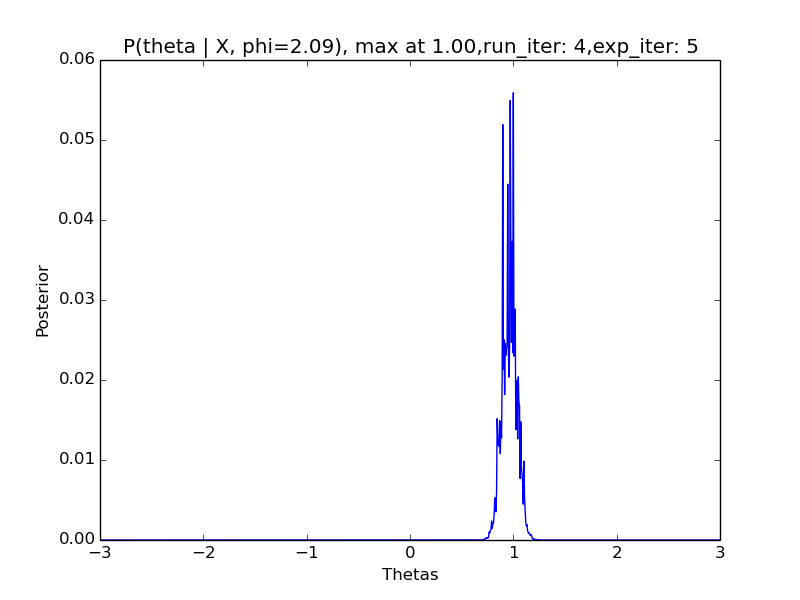 P(theta | X, phi=2.09), max at 1.00,run_iter: 4,exp_iter: 5
0.06
0.05
0.04
0.03
0.02
0.01
0.00
Posterior
−3 −2 −1 0 1 2 3
Thetas